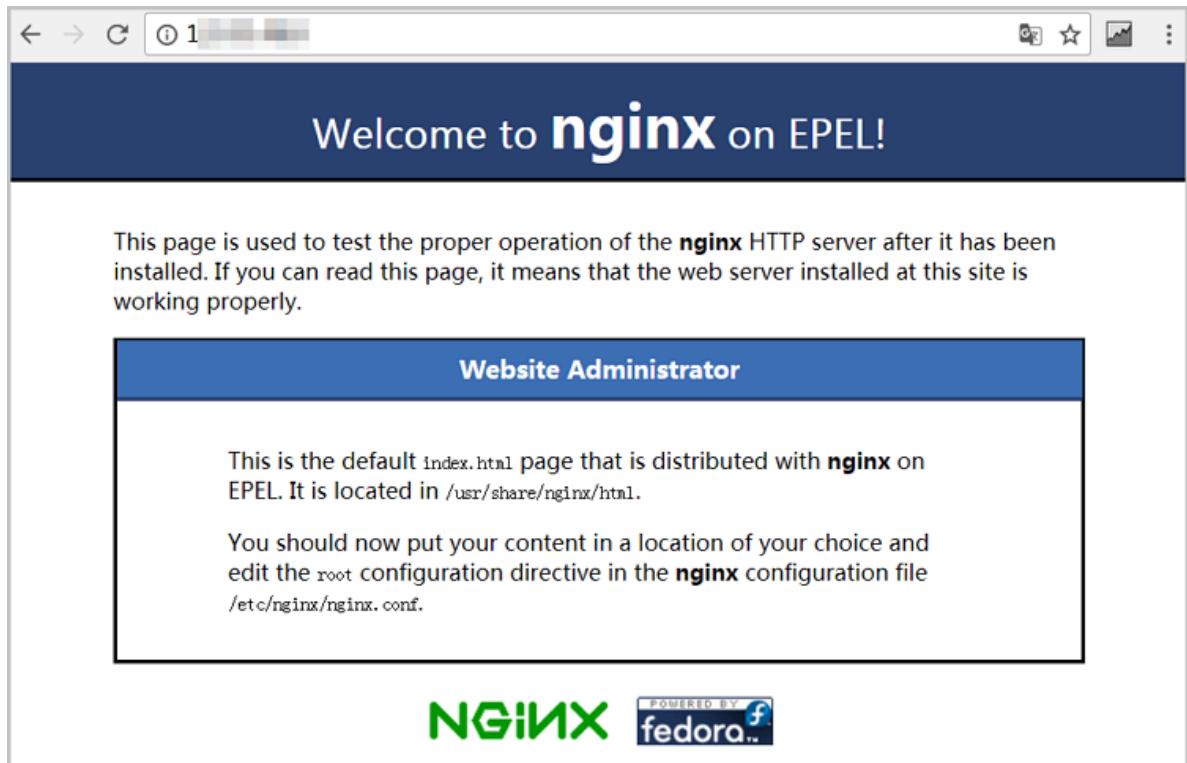 Welcome to nginx on EPEL!
This page is used to test the proper operation of the nginx HTTP server after it has been
installed. If you can read this page, it means that the web server installed at this site is
working properly.
Website Administrator
This is the default index.html page that is distributed with nginx on
EPEL. It is located in /usr/share/nginx/html.
You should now put your content in a location of your choice and
edit the root configuration directive in the nginx configuration file
/etc/nginx/nginx.conf.
NGiNX
POWERED BY
fedora